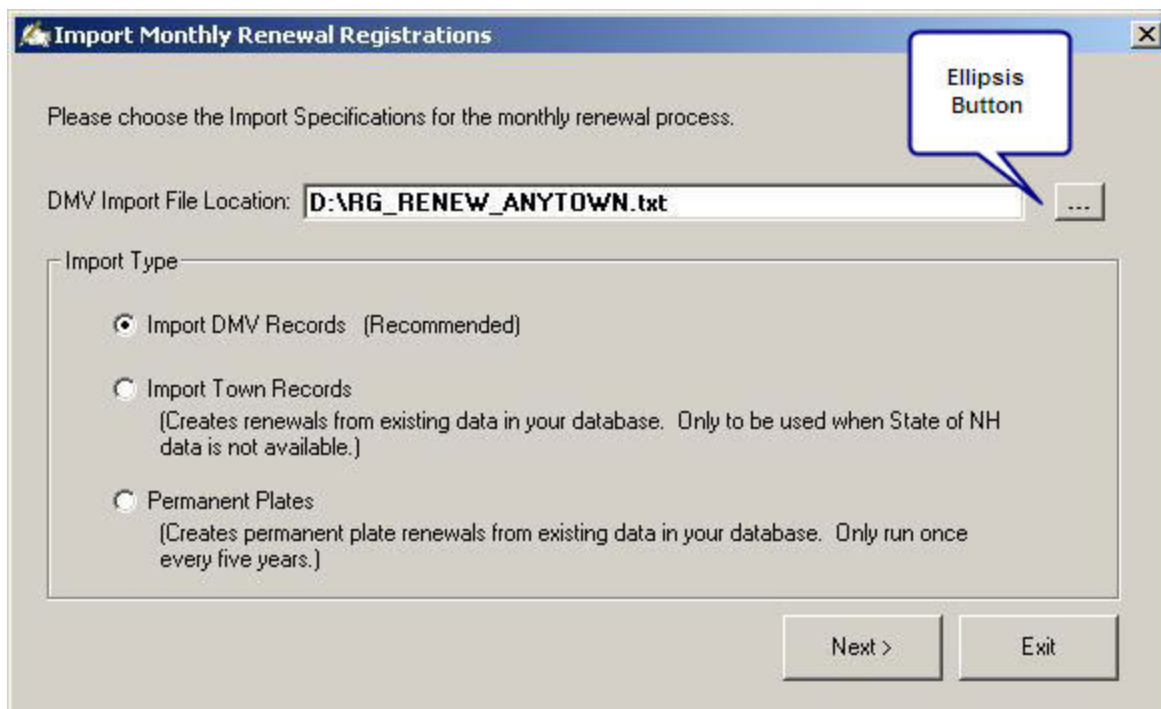 Import Monthly Renewal Registrations
Ellipsis
Button
Please choose the Import Specifications for the monthly renewal process.
DMV Import File Location: D:\RG_RENEW_ANYTOWN.txt ...
Import Type
Import DMV Records (Recommended)
Import Town Records
(Creates renewals from existing data in your database. Only to be used when State of NH
data is not available.)
Permanent Plates
(Creates permanent plate renewals from existing data in your database. Only run once
every five years.)
Next > Exit